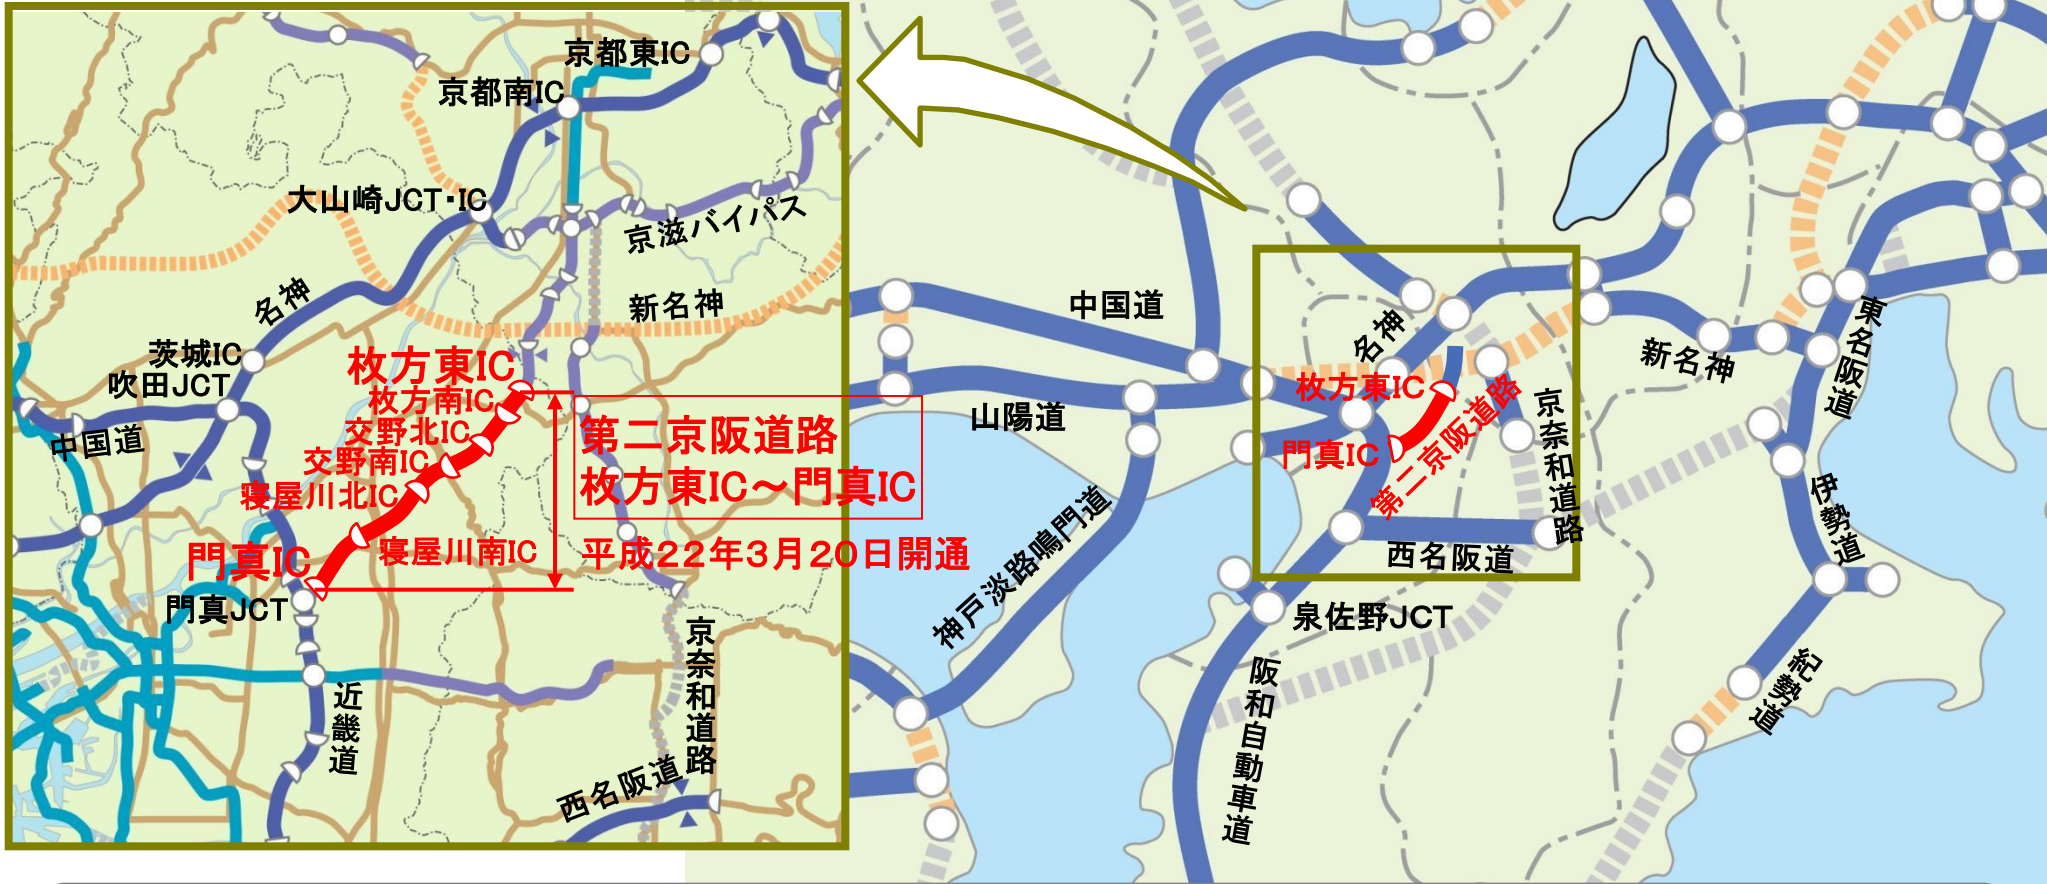 京都東IC
京都南IC
大山崎JCT・IC
京滋バイパス
名神
新名神
茨城IC
吹田JCT
中国道
枚方東IC
枚方南IC
交野北IC
交野南IC
寝屋川北IC
寝屋川南IC
門真IC
門真JCT
第二京阪道路
枚方東IC～門真IC
平成22年3月20日開通
近畿道
京奈和道路
西名阪道
中国道
山陽道
神戸淡路鳴門道
名神
枚方東IC
門真IC
第二京阪道路
京奈和道路
西名阪道
泉佐野JCT
阪和自動車道
新名神
東名阪道
伊勢道
紀勢道